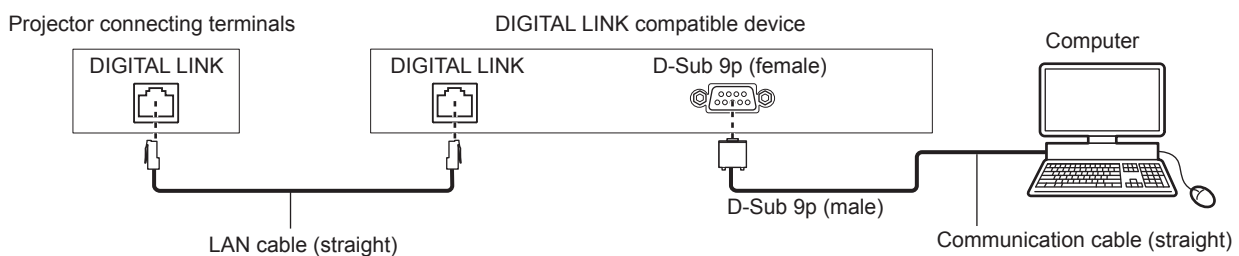 Projector connecting terminals
DIGITAL LINK compatible device
Computer
DIGITAL LINK
DIGITAL LINK
D-Sub 9p (female)
D-Sub 9p (male)
LAN cable (straight)
Communication cable (straight)